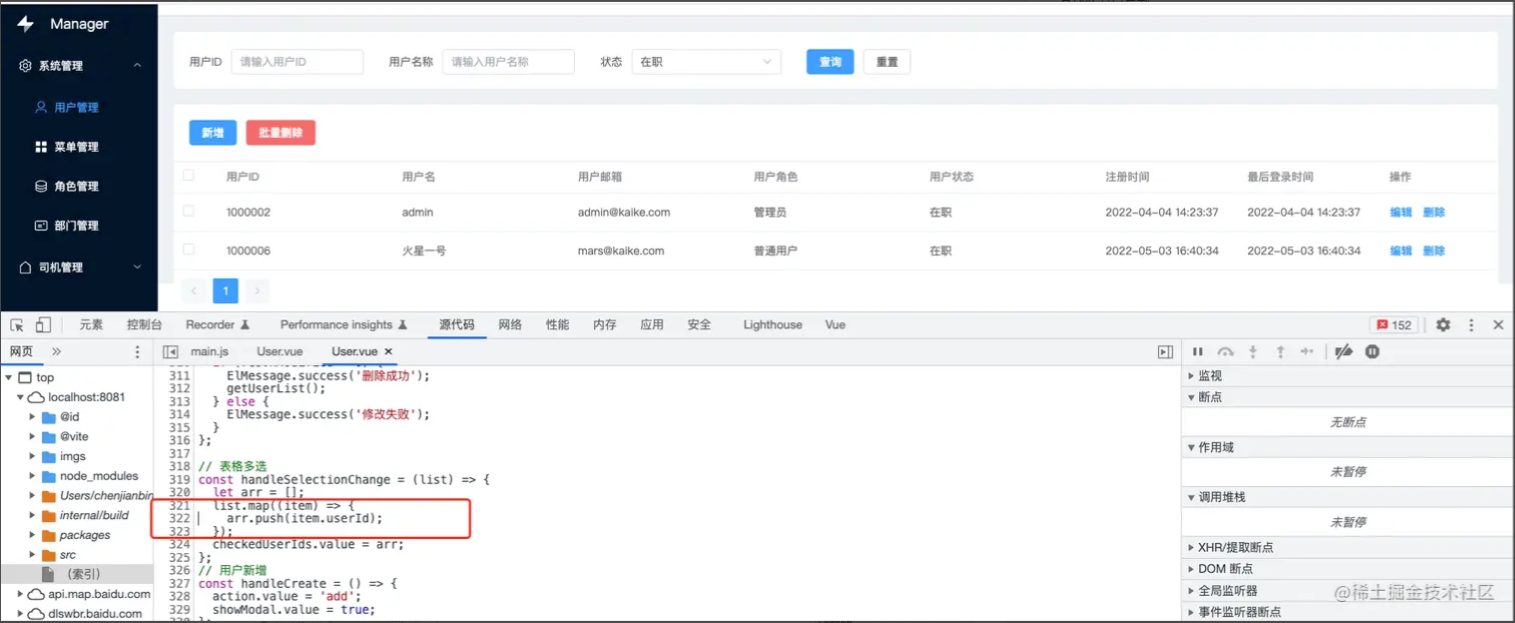 Manager
系统管理
用户管理
菜单管理
角色管理
部门管理
司机管理
用户ID 请输入用户ID 用户名称 请输入用户名称 状态 在职 查询 重置
新增 批量删除
用户ID 用户名 用户邮箱 用户角色 用户状态 注册时间 最后登录时间 操作
1000002 admin admin@kaike.com 管理员 在职 2022-04-04 14:23:37 2022-04-04 14:23:37 编辑 删除
1000006 火星一号 mars@kaike.com 普通用户 在职 2022-05-03 16:40:34 2022-05-03 16:40:34 编辑 删除
< 1 >
元素 控制台 Recorder Performance insights 源代码 网络 性能 内存 应用 安全 Lighthouse Vue 152
网页 » main.js User.vue User.vue ×
top
localhost:8081
@id
@vite
imgs
node_modules
Users/chenjianbin
internal/build
packages
src
（索引）
api.map.baidu.com
dlswbr.baidu.com
311 ElMessage.success('删除成功');
312 getUserList();
313 } else {
314 ElMessage.success('修改失败');
315 }
316 };
317
318 // 表格多选
319 const handleSelectionChange = (list) => {
320 let arr = [];
321 list.map((item) => {
322 arr.push(item.userId);
323 });
324 checkedUserIds.value = arr;
325 };
326 // 用户新增
327 const handleCreate = () => {
328 action.value = 'add';
329 showModal.value = true;
监视
断点
无断点
作用域
未暂停
调用堆栈
未暂停
XHR/提取断点
DOM 断点
全局监听器
事件监听器断点
@稀土掘金技术社区